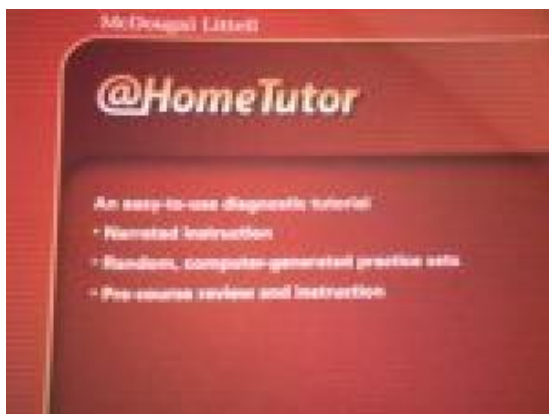 McDougal Littell
@HomeTutor
An easy-to-use diagnostic tutorial
• Narrated instruction
• Random, computer-generated practice sets
• Pre-course review and instruction